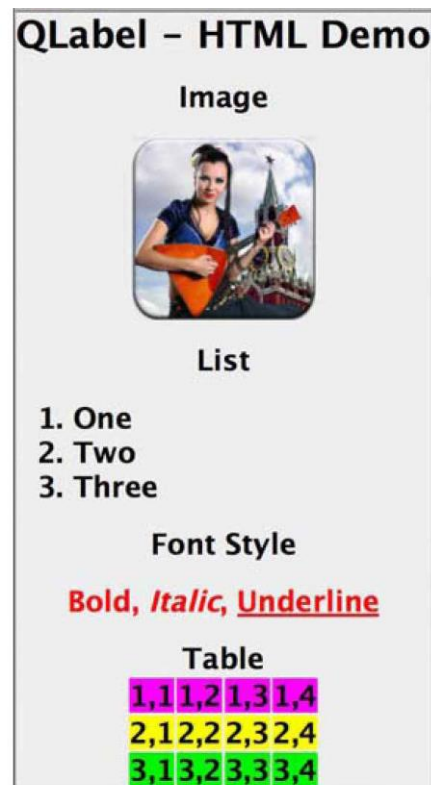 QLabel – HTML Demo
Image
List
1. One
2. Two
3. Three
Font Style
Bold, Italic, Underline
Table
1,1 1,2 1,3 1,4
2,1 2,2 2,3 2,4
3,1 3,2 3,3 3,4